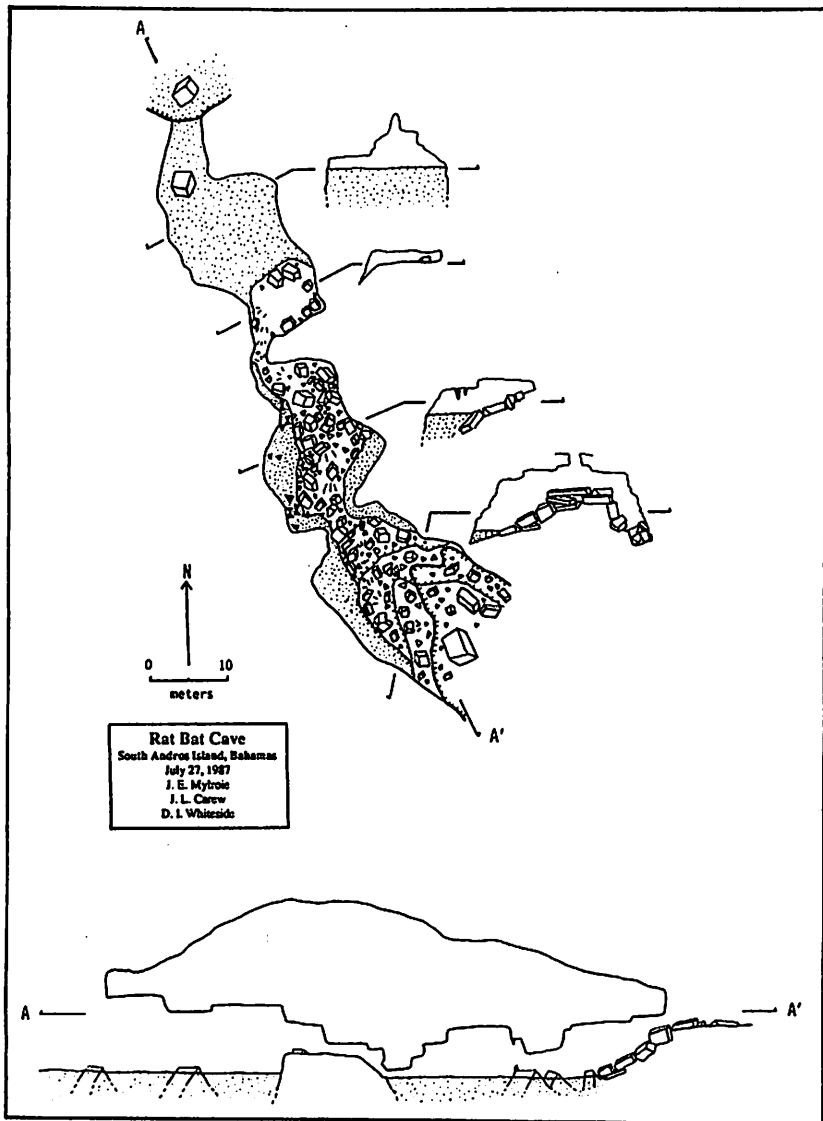 A
N
0 10
meters
A'
Rat Bat Cave
South Andros Island, Bahamas
July 27, 1987
J. E. Mylroie
J. L. Carew
D. I. Whiteside
A A'